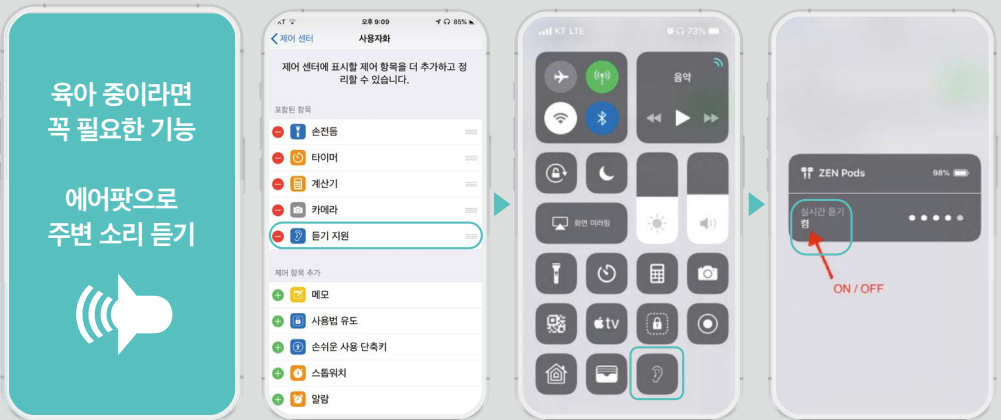 육아 중이라면
꼭 필요한 기능
에어팟으로
주변 소리 듣기
KT
오후 9:09
85%
제어 센터
사용자화
제어 센터에 표시할 제어 항목을 더 추가하고 정
리할 수 있습니다.
포함된 항목
손전등
타이머
계산기
카메라
듣기 지원
제어 항목 추가
메모
사용법 유도
손쉬운 사용 단축키
스톱워치
알람
KT LTE
73%
음악
화면 미러링
tv
ZEN Pods
98%
실시간 듣기
켬
ON / OFF